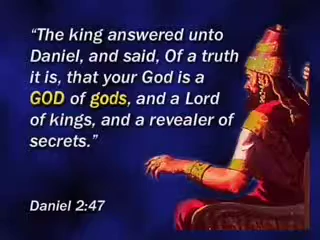 “The king answered unto
Daniel, and said, Of a truth
it is, that your God is a
GOD of gods, and a Lord
of kings, and a revealer of
secrets.”
Daniel 2:47